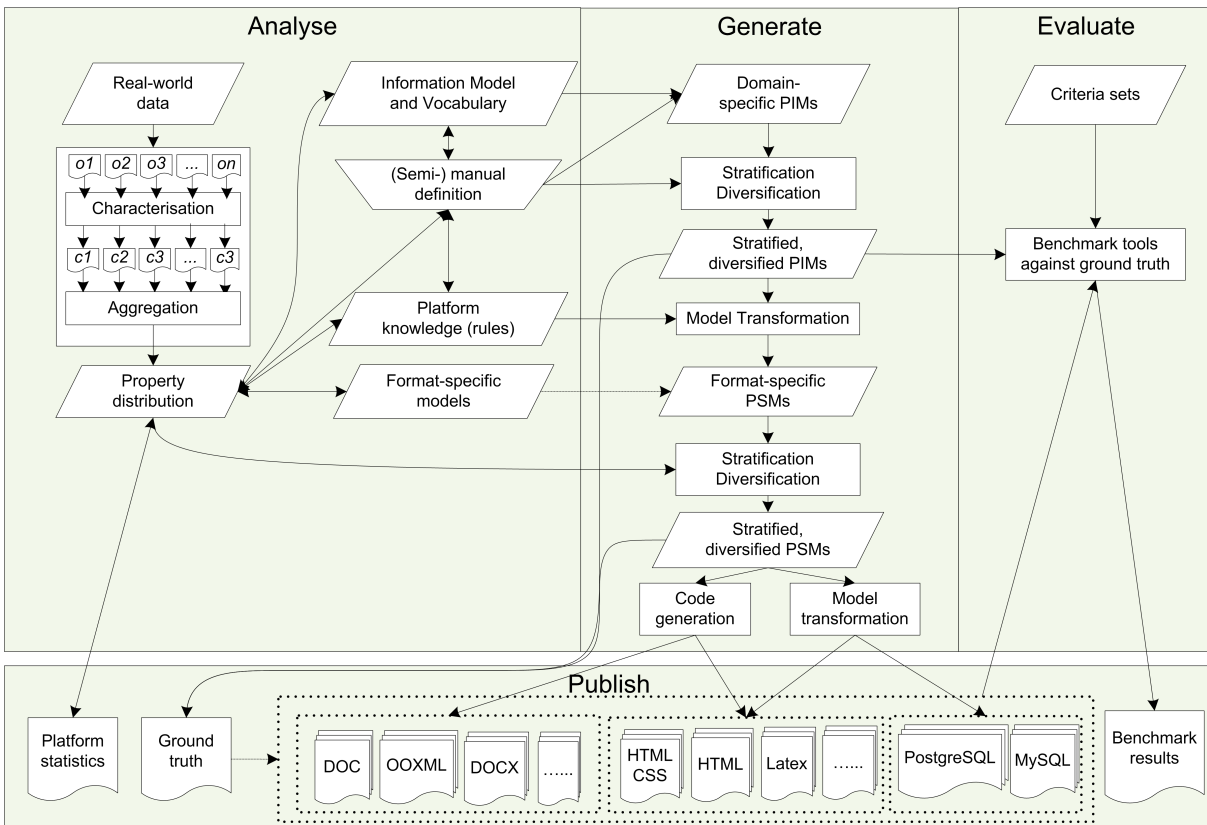 Analyse
Real-world
data
o1 o2 o3 ... on
Characterisation
c1 c2 c3 ... c3
Aggregation
Property
distribution
Information Model
and Vocabulary
(Semi-) manual
definition
Platform
knowledge (rules)
Format-specific
models
Generate
Domain-
specific PIMs
Stratification
Diversification
Stratified,
diversified PIMs
Model Transformation
Format-specific
PSMs
Stratification
Diversification
Stratified,
diversified PSMs
Code
generation
Model
transformation
Evaluate
Criteria sets
Benchmark tools
against ground truth
Publish
Platform
statistics
Ground
truth
DOC
OOXML
DOCX
......
HTML
CSS
HTML
Latex
......
PostgreSQL
MySQL
Benchmark
results